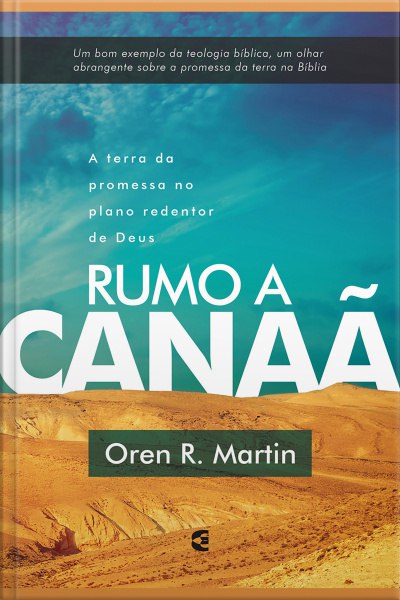 Um bom exemplo da teologia bíblica, um olhar
abrangente sobre a promessa da terra na Bíblia
A terra da
promessa no
plano redentor
de Deus
RUMO A
CANAÃ
Oren R. Martin